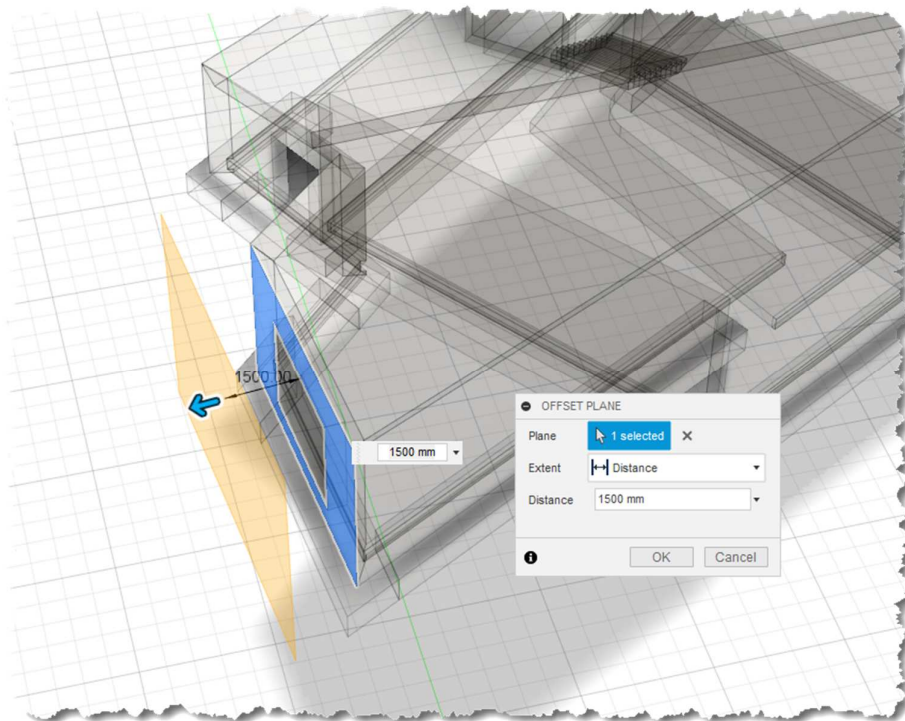 1500.00
1500 mm
OFFSET PLANE
Plane 1 selected
Extent Distance
Distance 1500 mm
OK Cancel